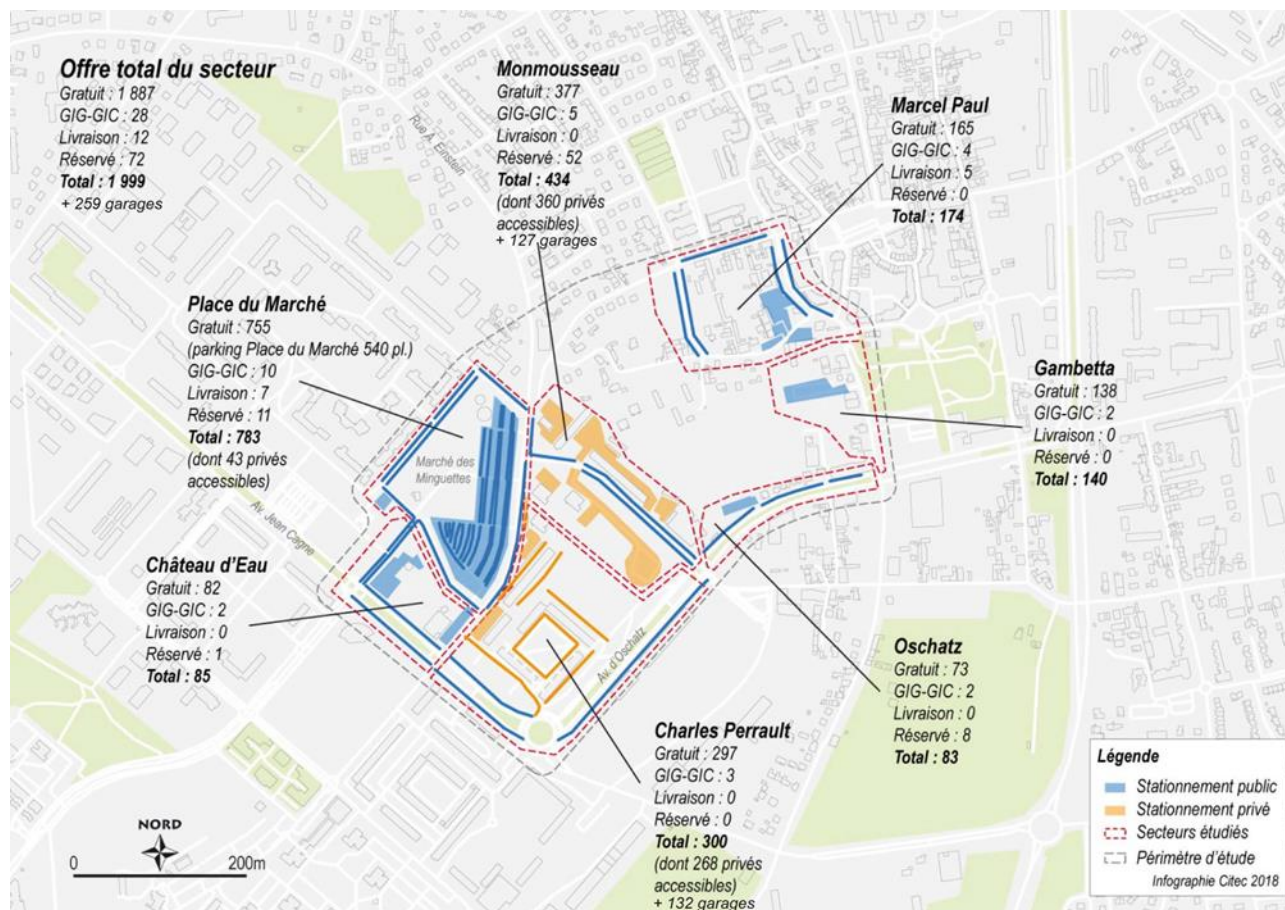 Offre total du secteur
Gratuit : 1 887
GIG-GIC : 28
Livraison : 12
Réservé : 72
Total : 1 999
+ 259 garages
Rue A. Einstein
Monmousseau
Gratuit : 377
GIG-GIC : 5
Livraison : 0
Réservé : 52
Total : 434
(dont 360 privés
accessibles)
+ 127 garages
Marcel Paul
Gratuit : 165
GIG-GIC : 4
Livraison : 5
Réservé : 0
Total : 174
Place du Marché
Gratuit : 755
(parking Place du Marché 540 pl.)
GIG-GIC : 10
Livraison : 7
Réservé : 11
Total : 783
(dont 43 privés
accessibles)
Marché des
Minguettes
Gambetta
Gratuit : 138
GIG-GIC : 2
Livraison : 0
Réservé : 0
Total : 140
Av. Jean Cagne
Château d'Eau
Gratuit : 82
GIG-GIC : 2
Livraison : 0
Réservé : 1
Total : 85
Av. d'Oschatz
Oschatz
Gratuit : 73
GIG-GIC : 2
Livraison : 0
Réservé : 8
Total : 83
Charles Perrault
Gratuit : 297
GIG-GIC : 3
Livraison : 0
Réservé : 0
Total : 300
(dont 268 privés
accessibles)
+ 132 garages
NORD
0 200m
Légende
Stationnement public
Stationnement privé
Secteurs étudiés
Périmètre d'étude
Infographie Citec 2018